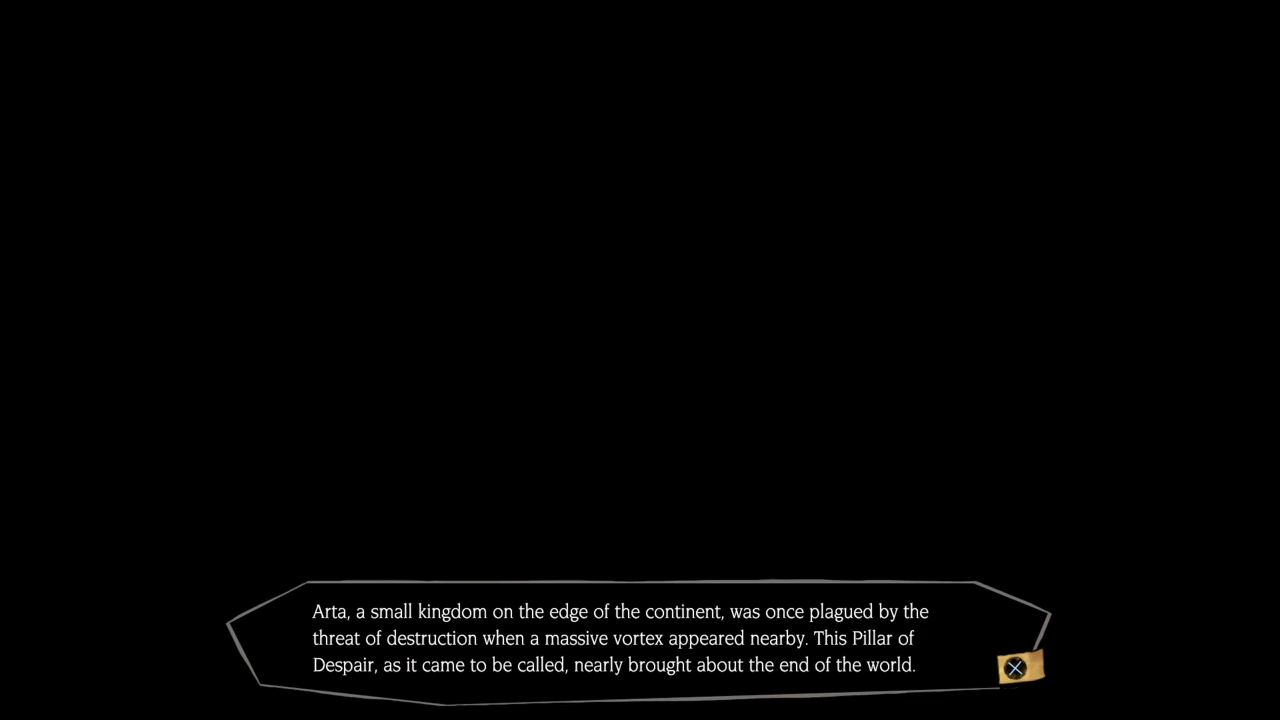 Arta, a small kingdom on the edge of the continent, was once plagued by the
threat of destruction when a massive vortex appeared nearby. This Pillar of
Despair, as it came to be called, nearly brought about the end of the world.